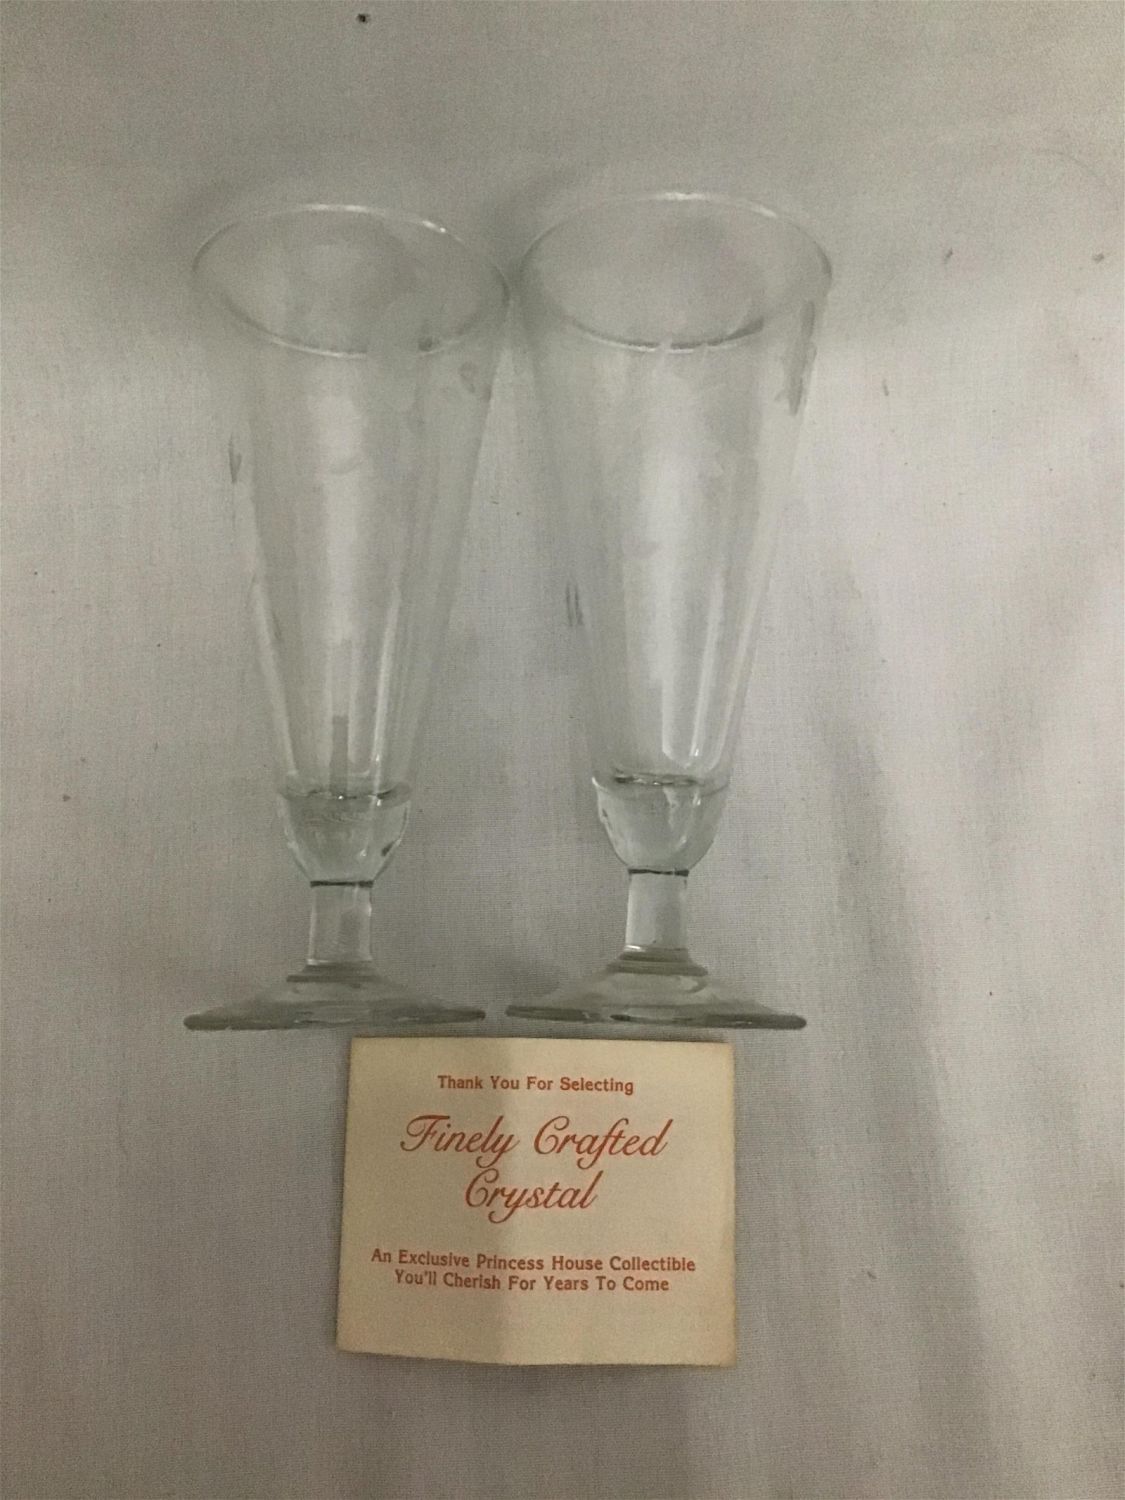 Thank You For Selecting
Finely Crafted
Crystal
An Exclusive Princess House Collectible
You'll Cherish For Years To Come